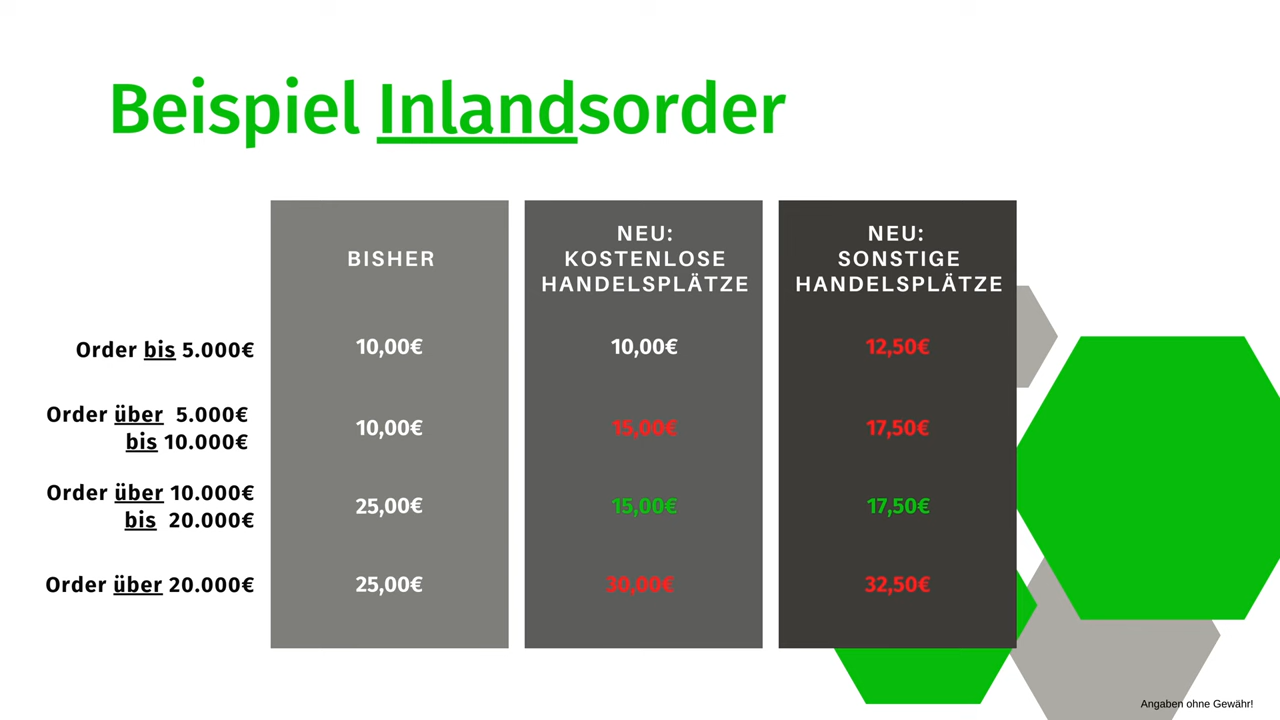 Beispiel Inlandsorder
BISHER
NEU:
KOSTENLOSE
HANDELSPLÄTZE
NEU:
SONSTIGE
HANDELSPLÄTZE
Order bis 5.000€
10,00€
10,00€
12,50€
Order über 5.000€
bis 10.000€
10,00€
15,00€
17,50€
Order über 10.000€
bis 20.000€
25,00€
15,00€
17,50€
Order über 20.000€
25,00€
30,00€
32,50€
Angaben ohne Gewähr!